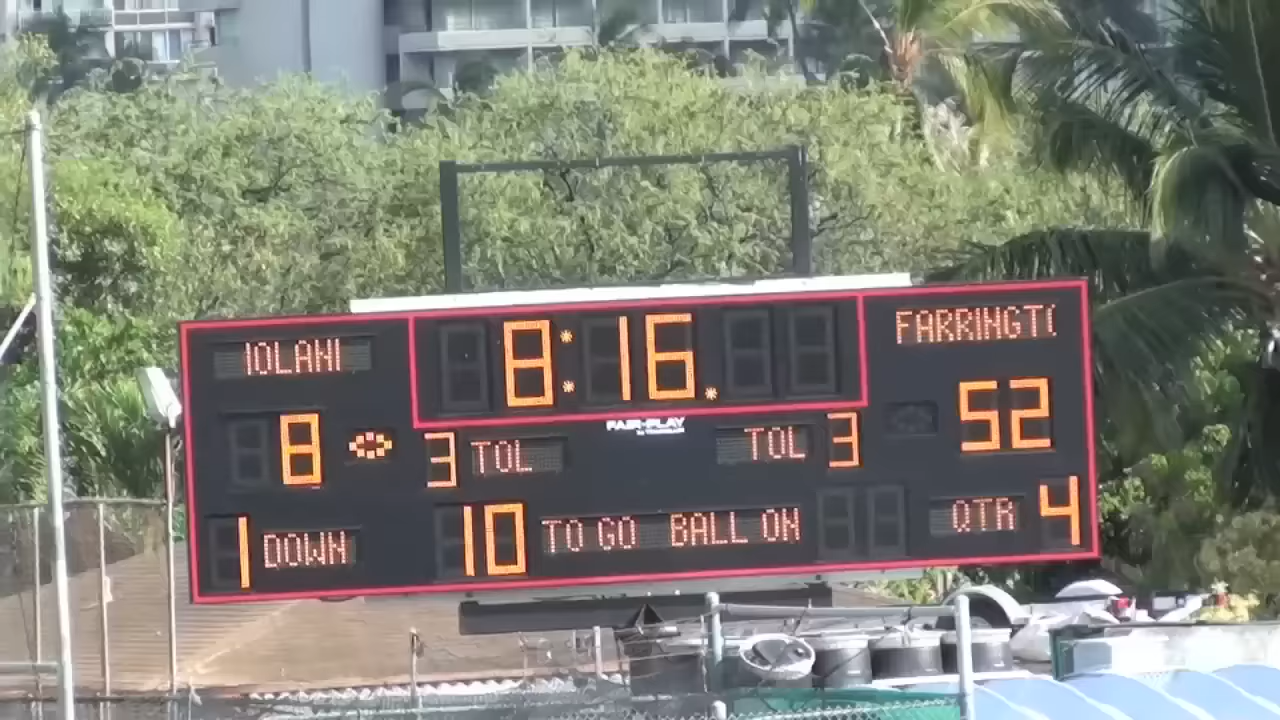 IOLANI 8:16. FARRINGT
8 3 TOL FAIR-PLAY TOL 3 52
1 DOWN 10 TO GO BALL ON QTR 4